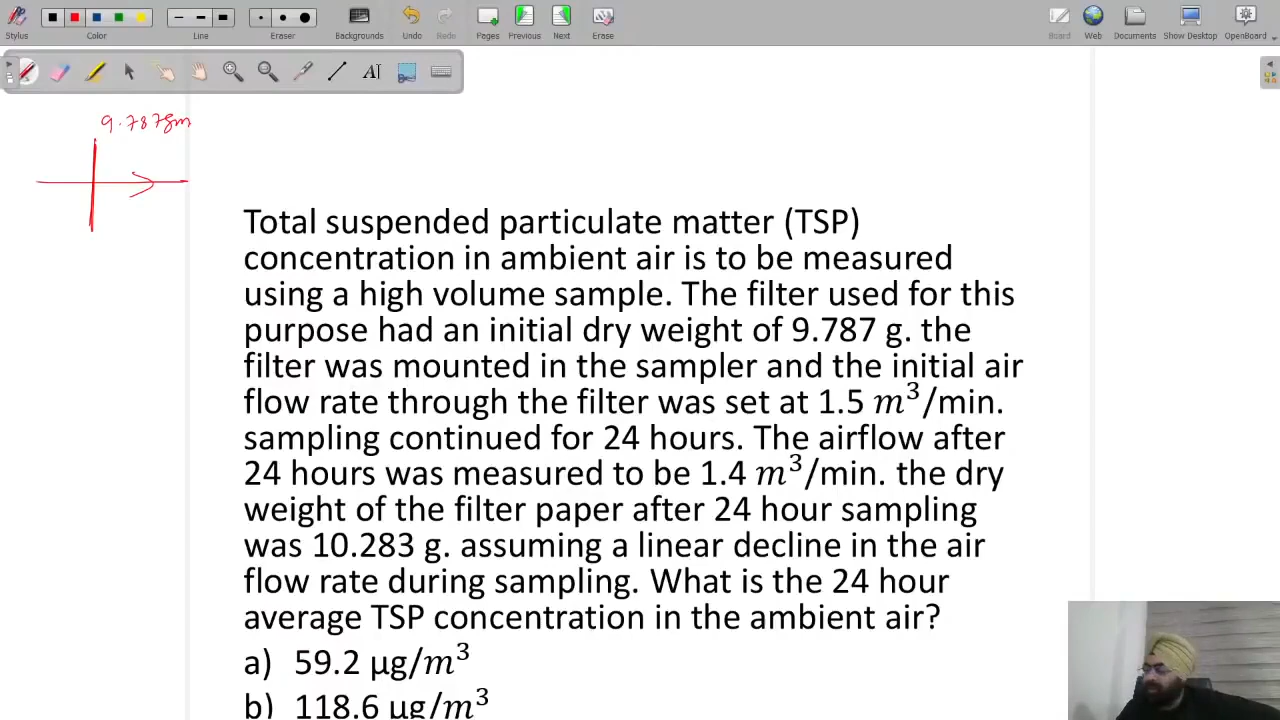 Stylus Color Line Eraser Backgrounds Undo Redo Pages Previous Next Erase Board Web Documents Show Desktop OpenBoard
9.787gm
Total suspended particulate matter (TSP)
concentration in ambient air is to be measured
using a high volume sample. The filter used for this
purpose had an initial dry weight of 9.787 g. the
filter was mounted in the sampler and the initial air
flow rate through the filter was set at 1.5 m³/min.
sampling continued for 24 hours. The airflow after
24 hours was measured to be 1.4 m³/min. the dry
weight of the filter paper after 24 hour sampling
was 10.283 g. assuming a linear decline in the air
flow rate during sampling. What is the 24 hour
average TSP concentration in the ambient air?
a) 59.2 μg/m³
b) 118.6 μg/m³